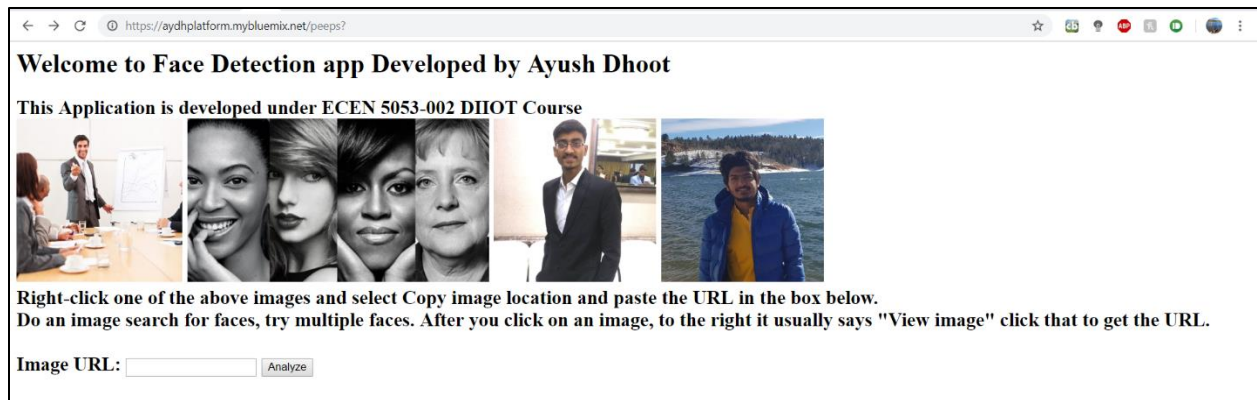 https://aydhplatform.mybluemix.net/peeps?
Welcome to Face Detection app Developed by Ayush Dhoot
This Application is developed under ECEN 5053-002 DIIOT Course
Right-click one of the above images and select Copy image location and paste the URL in the box below.
Do an image search for faces, try multiple faces. After you click on an image, to the right it usually says "View image" click that to get the URL.
Image URL: Analyze